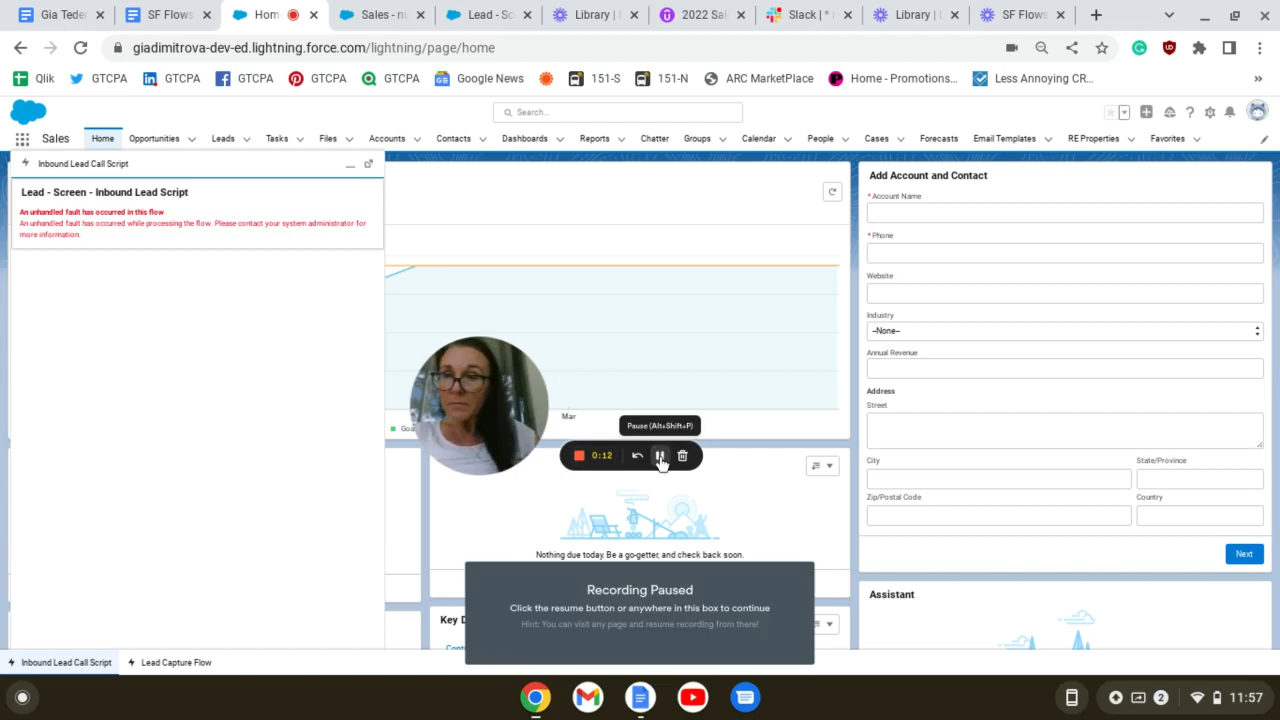 Gia Teder
SF Flows
Hom
Sales - nu
Lead - Sc
Library | L
2022 Sal
Slack | *
Library | L
SF Flows
giadimitrova-dev-ed.lightning.force.com/lightning/page/home
Qlik
GTCPA
GTCPA
GTCPA
GTCPA
GTCPA
Google News
151-S
151-N
ARC MarketPlace
Home - Promotions...
Less Annoying CR...
»
Search...
Sales
Home
Opportunities
Leads
Tasks
Files
Accounts
Contacts
Dashboards
Reports
Chatter
Groups
Calendar
People
Cases
Forecasts
Email Templates
RE Properties
Favorites
Inbound Lead Call Script
Lead - Screen - Inbound Lead Script
An unhandled fault has occurred in this flow
An unhandled fault has occurred while processing the flow. Please contact your system administrator for
more information.
Mar
Goa
Pause (Alt+Shift+P)
0:12
Nothing due today. Be a go-getter, and check back soon.
Recording Paused
Click the resume button or anywhere in this box to continue
Hint: You can visit any page and resume recording from there!
Key D
Add Account and Contact
*Account Name
*Phone
Website
Industry
--None--
Annual Revenue
Address
Street
City
State/Province
Zip/Postal Code
Country
Next
Assistant
Inbound Lead Call Script
Lead Capture Flow
2
11:57